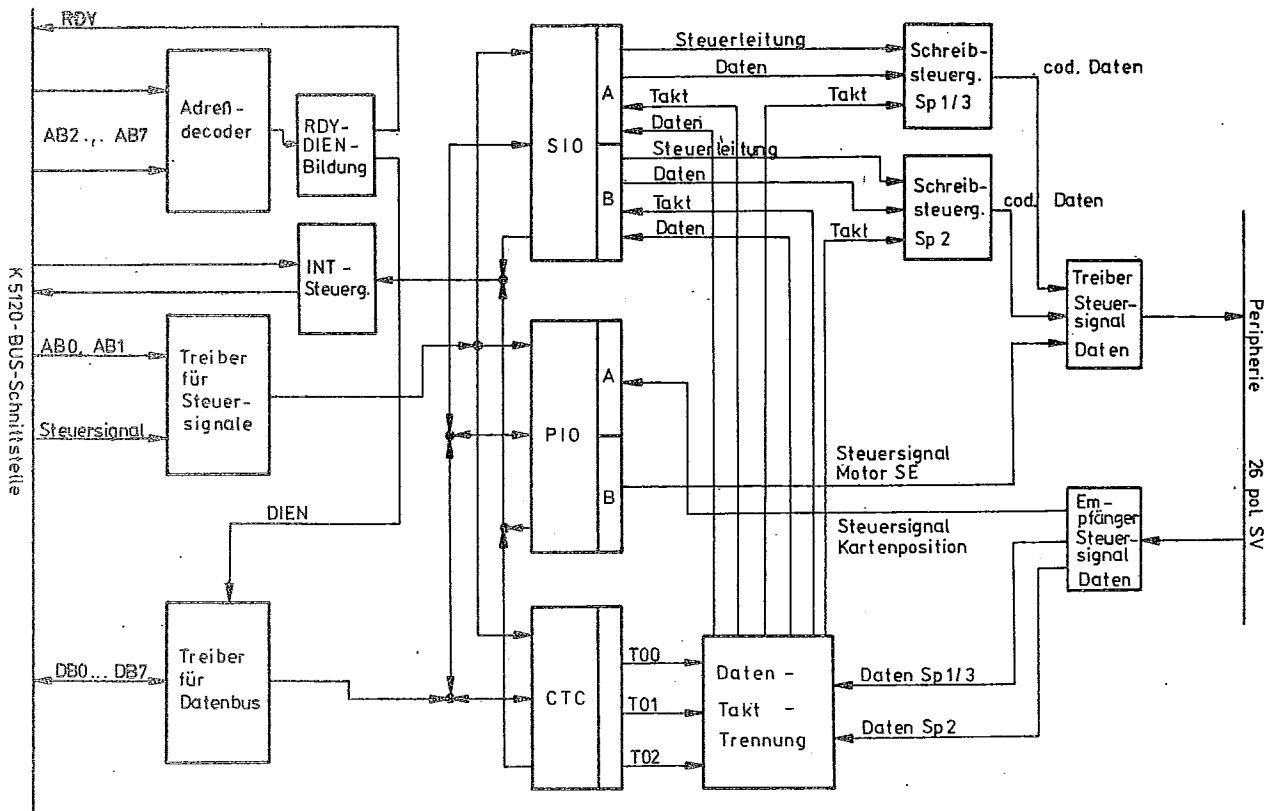 RDY
AB2... AB7
Adreß-
decoder
RDY-
DIEN-
Bildung
INT -
Steuerg.
K 5120-BUS-Schnittstelle
AB0, AB1
Steuersignal
Treiber
für
Steuer-
signale
DIEN
DB0... DB7
Treiber
für
Datenbus
SIO
A
B
PIO
A
B
CTC
T00
T01
T02
Steuerleitung
Daten
Takt
Daten
Steuerleitung
Daten
Takt
Daten
Takt
Takt
Schreib-
steuerg.
Sp 1/3
cod. Daten
Schreib-
steuerg.
Sp 2
cod. Daten
Treiber
Steuer-
signal
Daten
Steuersignal
Motor SE
Steuersignal
Kartenposition
Em-
pfänger
Steuer-
signal
Daten
Daten -
Takt -
Trennung
Daten Sp1/3
Daten Sp2
Peripherie 26 pol. SV